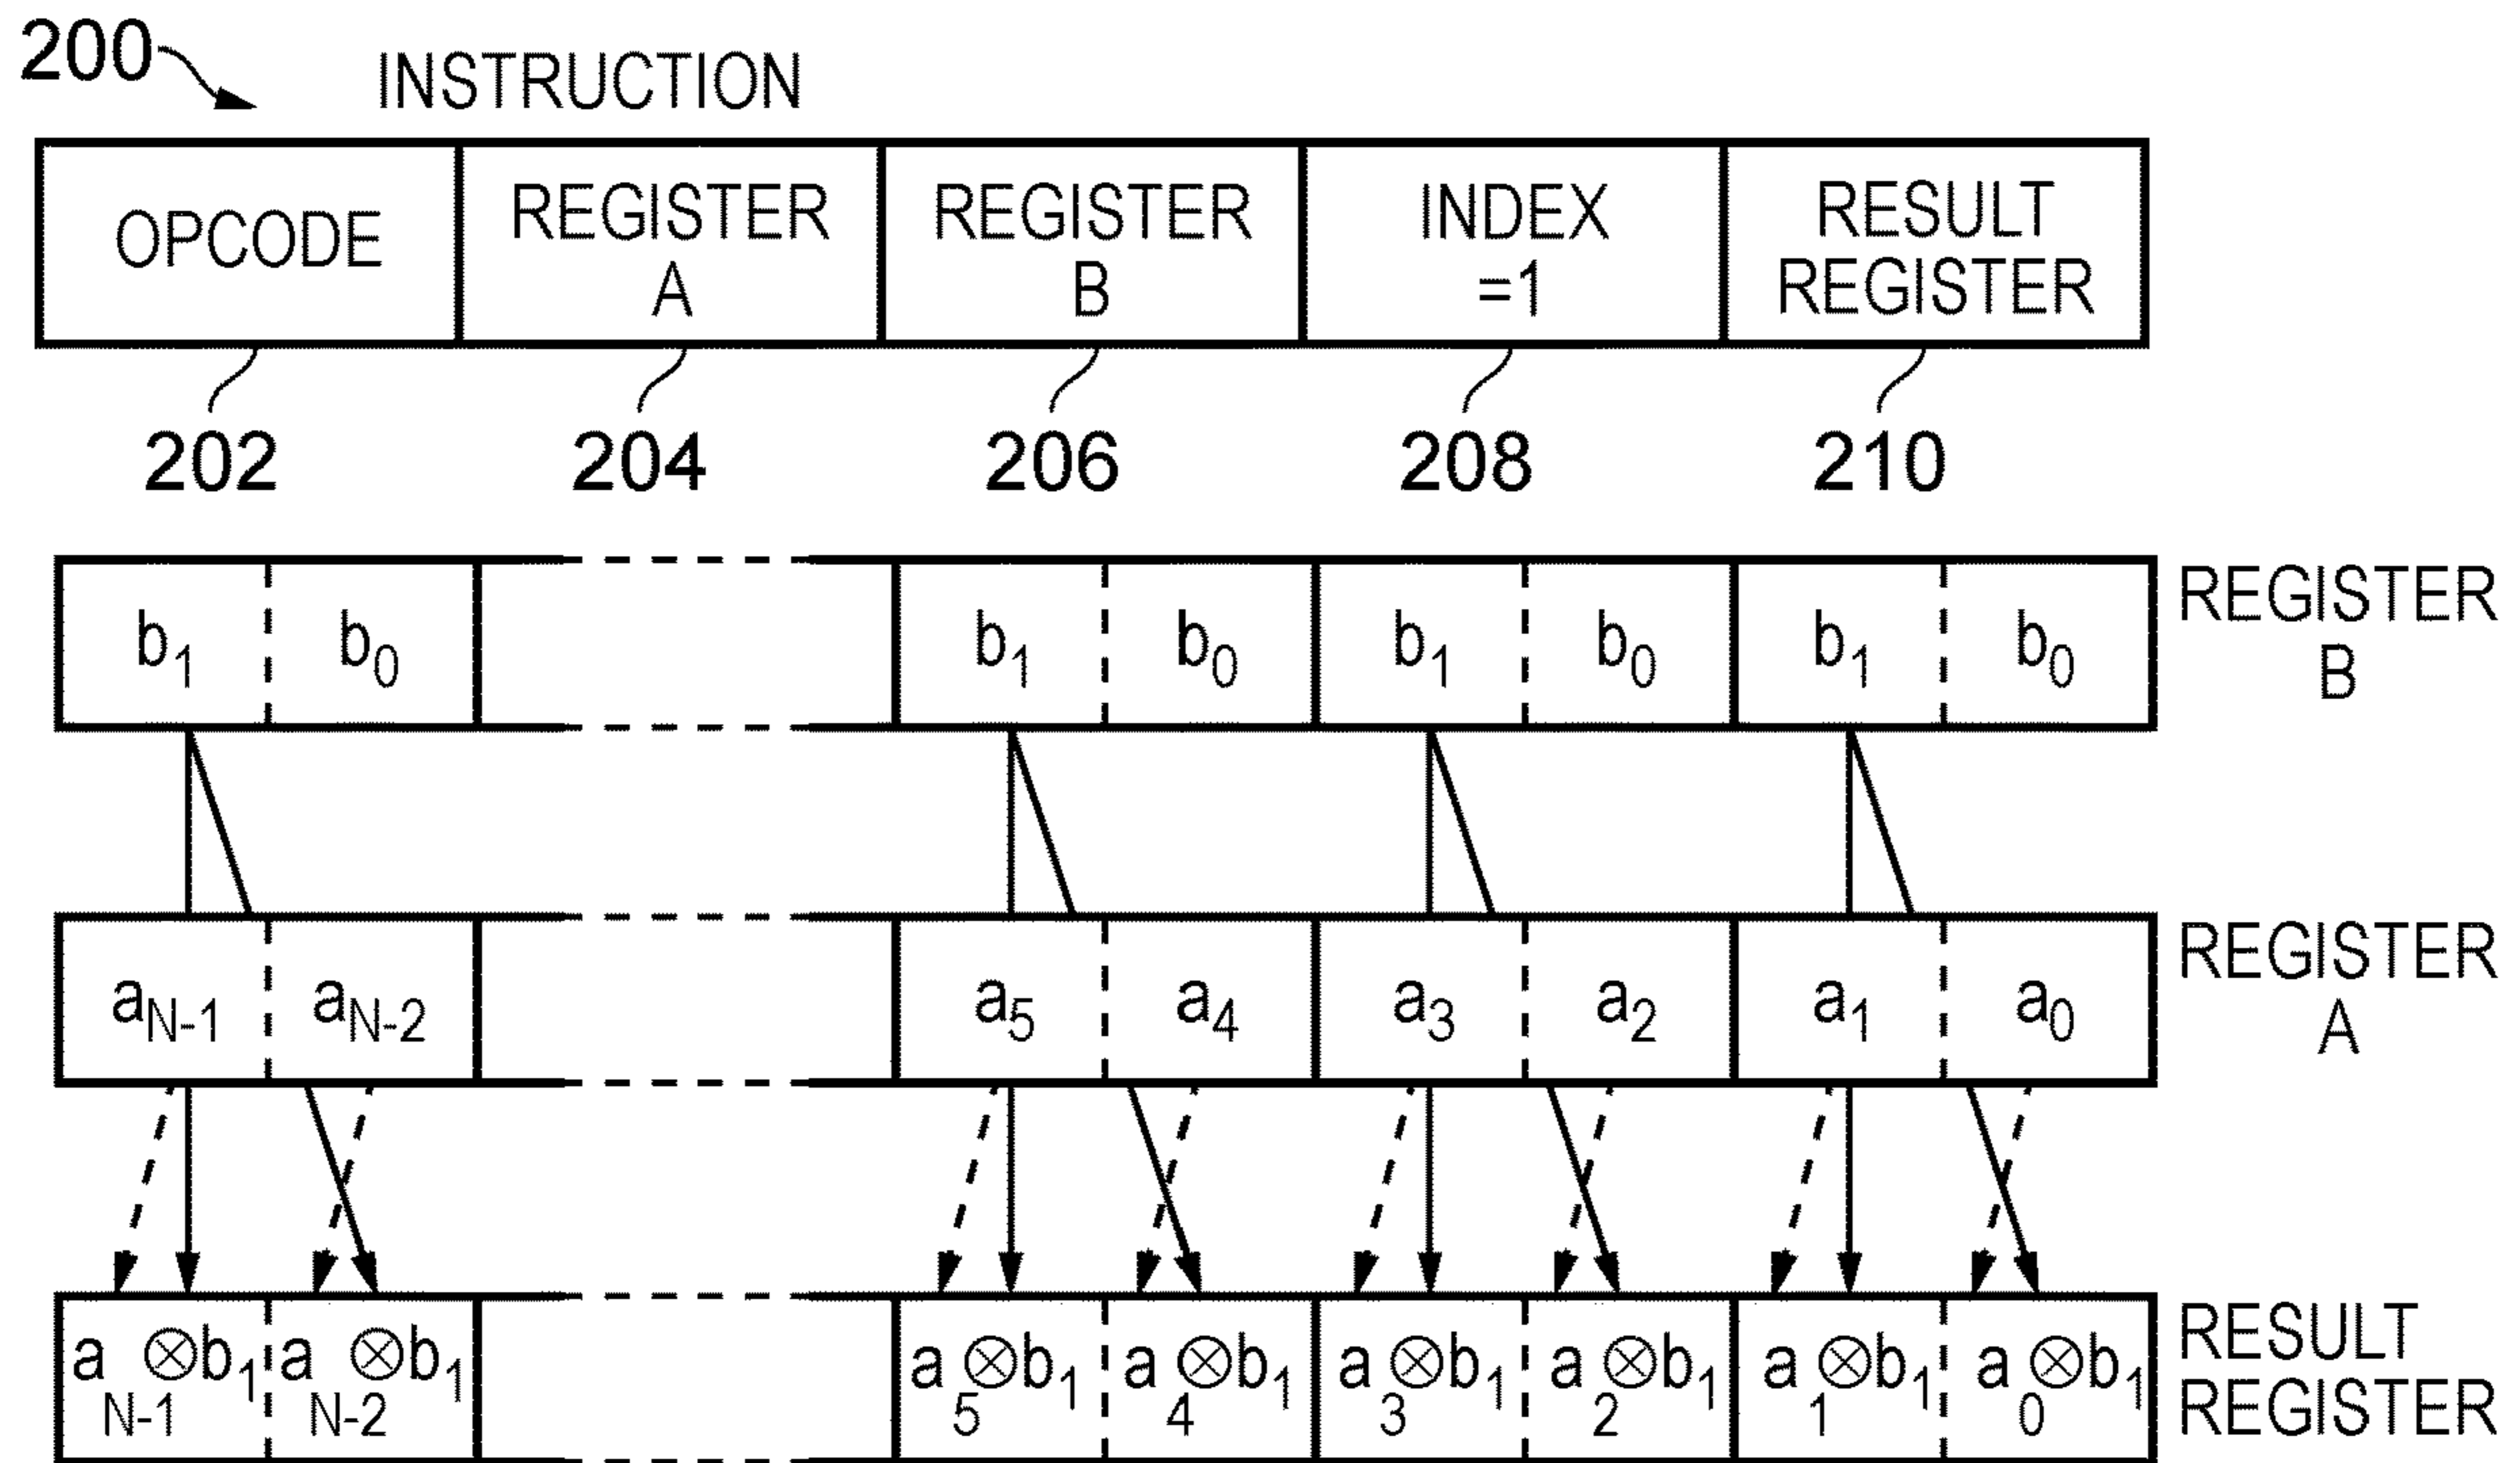 200
INSTRUCTION
OPCODE
REGISTER
A
REGISTER
B
INDEX
=1
RESULT
REGISTER
202 204 206 208 210
b1 b0 b1 b0 b1 b0 b1 b0
REGISTER
B
aN-1 aN-2 a5 a4 a3 a2 a1 a0
REGISTER
A
aN-1⊗b1 aN-2⊗b1 a5⊗b1 a4⊗b1 a3⊗b1 a2⊗b1 a1⊗b1 a0⊗b1
RESULT
REGISTER